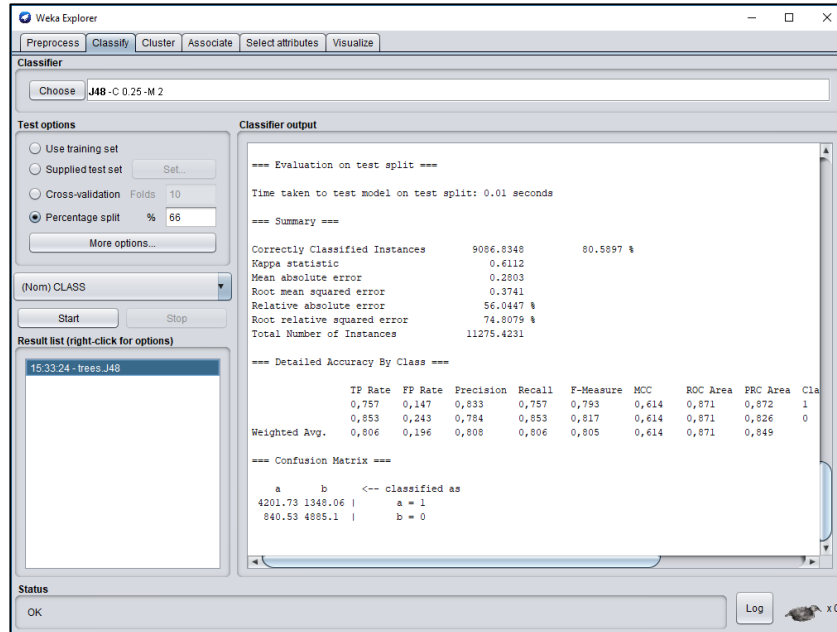 Weka Explorer
Preprocess Classify Cluster Associate Select attributes Visualize
Classifier
Choose J48 -C 0.25 -M 2
Test options
Use training set
Supplied test set Set...
Cross-validation Folds 10
Percentage split % 66
More options...
(Nom) CLASS
Start Stop
Result list (right-click for options)
15:33:24 - trees.J48
Classifier output
=== Evaluation on test split ===
Time taken to test model on test split: 0.01 seconds
=== Summary ===
Correctly Classified Instances 9086.8348 80.5897 %
Kappa statistic 0.6112
Mean absolute error 0.2803
Root mean squared error 0.3741
Relative absolute error 56.0447 %
Root relative squared error 74.8079 %
Total Number of Instances 11275.4231
=== Detailed Accuracy By Class ===
TP Rate FP Rate Precision Recall F-Measure MCC ROC Area PRC Area Cla
0,757 0,147 0,833 0,757 0,793 0,614 0,871 0,872 1
0,853 0,243 0,784 0,853 0,817 0,614 0,871 0,826 0
Weighted Avg. 0,806 0,196 0,808 0,806 0,805 0,614 0,871 0,849
=== Confusion Matrix ===
a b <-- classified as
4201.73 1348.06 | a = 1
840.53 4885.1 | b = 0
Status
OK
Log
x 0